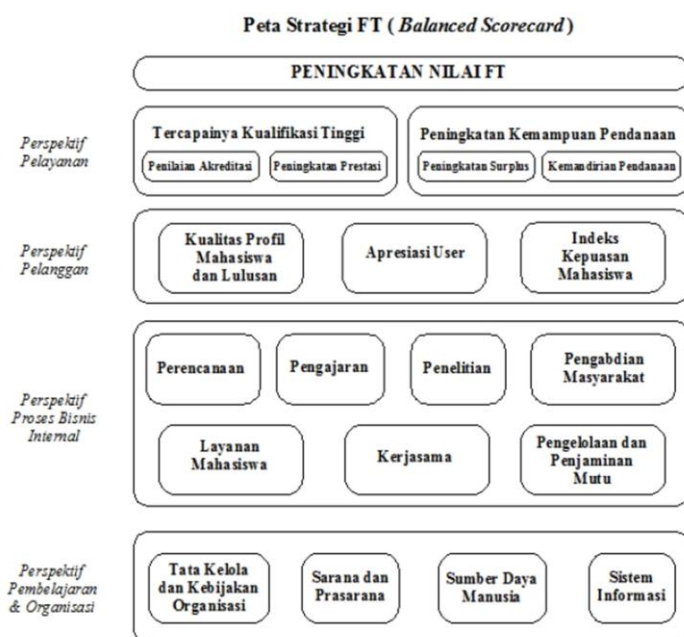 Peta Strategi FT ( Balanced Scorecard )
PENINGKATAN NILAI FT
Perspektif
Pelayanan
Tercapainya Kualifikasi Tinggi
Penilaian Akreditasi
Peningkatan Prestasi
Peningkatan Kemampuan Pendanaan
Peningkatan Surplus
Kemandirian Pendanaan
Perspektif
Pelanggan
Kualitas Profil
Mahasiswa
dan Lulusan
Apresiasi User
Indeks
Kepuasan
Mahasiswa
Perspektif
Proses Bisnis
Internal
Perencanaan
Pengajaran
Penelitian
Pengabdian
Masyarakat
Layanan
Mahasiswa
Kerjasama
Pengelolaan dan
Penjaminan
Mutu
Perspektif
Pembelajaran
& Organisasi
Tata Kelola
dan Kebijakan
Organisasi
Sarana dan
Prasarana
Sumber Daya
Manusia
Sistem
Informasi